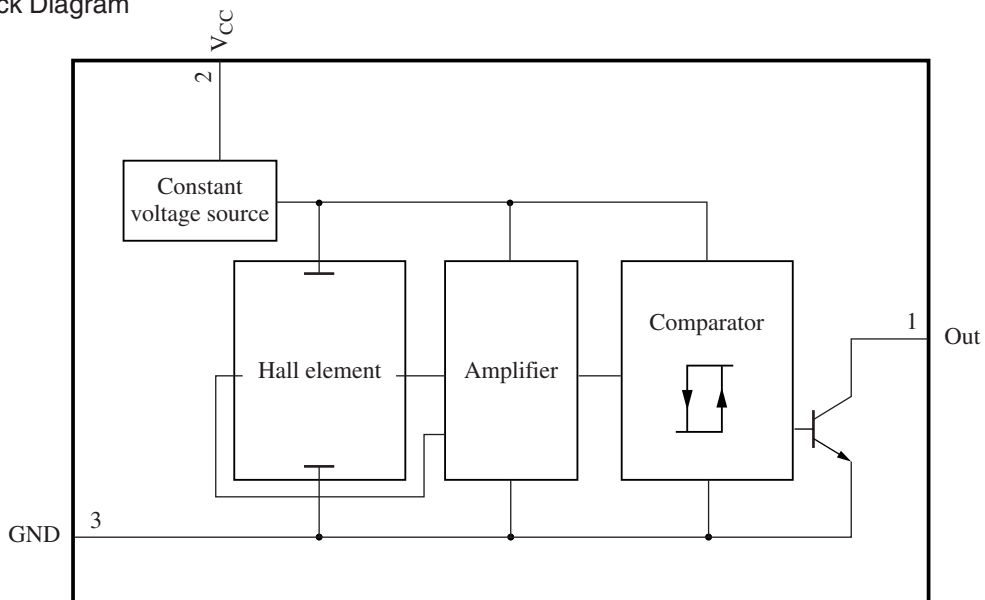 ck Diagram
VCC
2
Constant
voltage source
Comparator
1
Out
Hall element
Amplifier
3
GND